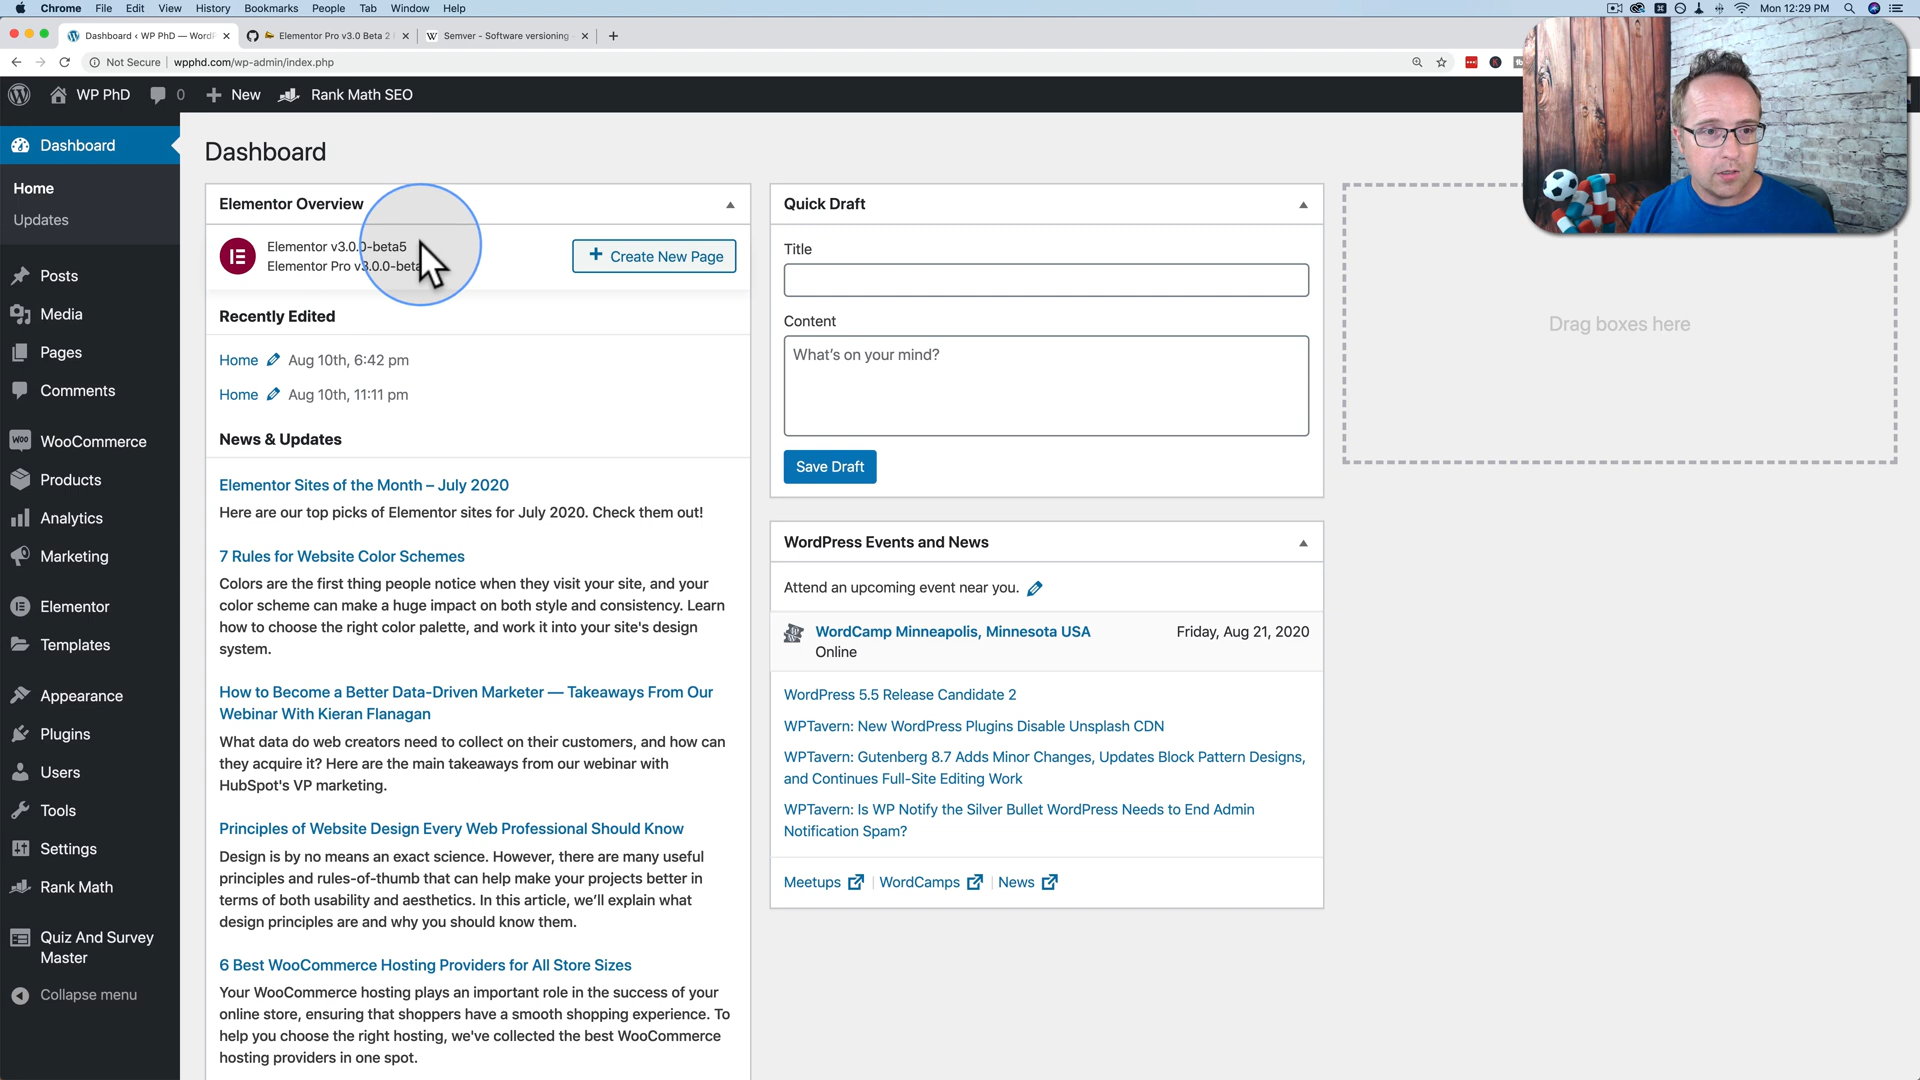 Chrome File Edit View History Bookmarks People Tab Window Help
Mon 12:29 PM
Dashboard ‹ WP PhD — WordP
Elementor Pro v3.0 Beta 2
Semver - Software versioning
Not Secure | wpphd.com/wp-admin/index.php
WP PhD 0 New Rank Math SEO
Dashboard
Home
Updates
Posts
Media
Pages
Comments
WooCommerce
Products
Analytics
Marketing
Elementor
Templates
Appearance
Plugins
Users
Tools
Settings
Rank Math
Quiz And Survey
Master
Collapse menu
Dashboard
Elementor Overview
Elementor v3.0.0-beta5
Elementor Pro v3.0.0-beta
Create New Page
Recently Edited
Home Aug 10th, 6:42 pm
Home Aug 10th, 11:11 pm
News & Updates
Elementor Sites of the Month – July 2020
Here are our top picks of Elementor sites for July 2020. Check them out!
7 Rules for Website Color Schemes
Colors are the first thing people notice when they visit your site, and your
color scheme can make a huge impact on both style and consistency. Learn
how to choose the right color palette, and work it into your site's design
system.
How to Become a Better Data-Driven Marketer — Takeaways From Our
Webinar With Kieran Flanagan
What data do web creators need to collect on their customers, and how can
they acquire it? Here are the main takeaways from our webinar with
HubSpot's VP marketing.
Principles of Website Design Every Web Professional Should Know
Design is by no means an exact science. However, there are many useful
principles and rules-of-thumb that can help make your projects better in
terms of both usability and aesthetics. In this article, we’ll explain what
design principles are and why you should know them.
6 Best WooCommerce Hosting Providers for All Store Sizes
Your WooCommerce hosting plays an important role in the success of your
online store, ensuring that shoppers have a smooth shopping experience. To
help you choose the right hosting, we've collected the best WooCommerce
hosting providers in one spot.
Quick Draft
Title
Content
What’s on your mind?
Save Draft
WordPress Events and News
Attend an upcoming event near you.
WordCamp Minneapolis, Minnesota USA Friday, Aug 21, 2020
Online
WordPress 5.5 Release Candidate 2
WPTavern: New WordPress Plugins Disable Unsplash CDN
WPTavern: Gutenberg 8.7 Adds Minor Changes, Updates Block Pattern Designs,
and Continues Full-Site Editing Work
WPTavern: Is WP Notify the Silver Bullet WordPress Needs to End Admin
Notification Spam?
Meetups | WordCamps | News
Drag boxes here